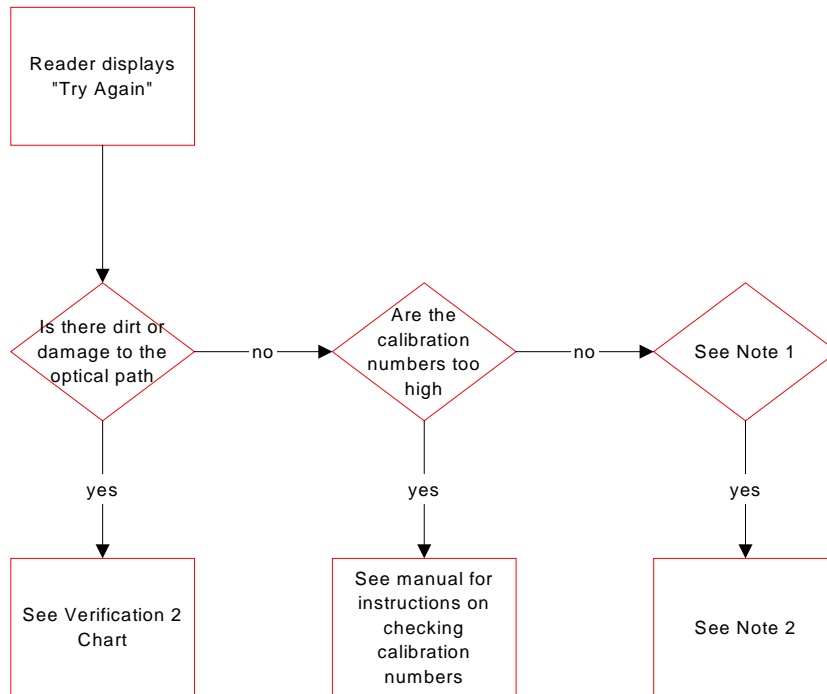 Reader displays
"Try Again"
Is there dirt or
damage to the
optical path
no
Are the
calibration
numbers too
high
no
See Note 1
yes
yes
yes
See Verification 2
Chart
See manual for
instructions on
checking
calibration
numbers
See Note 2